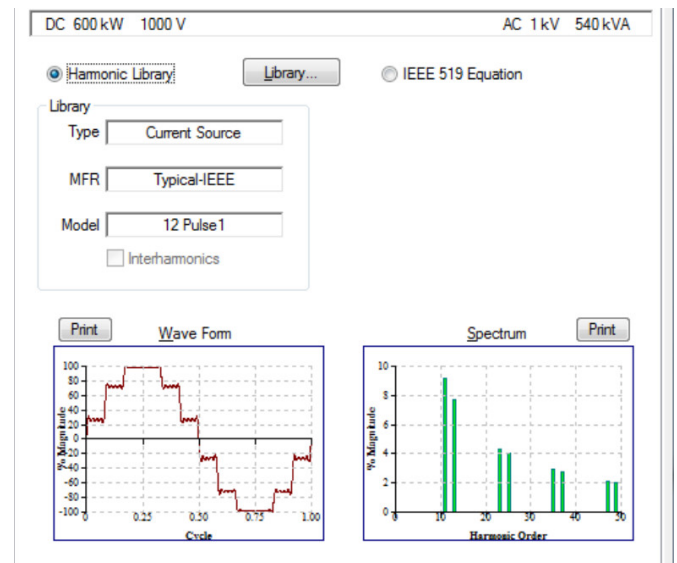 DC 600 kW 1000 V AC 1 kV 540 kVA
Harmonic Library Library... IEEE 519 Equation
Library
Type Current Source
MFR Typical-IEEE
Model 12 Pulse1
Interharmonics
Print Wave Form Spectrum Print
% Magnitude
100
80
60
40
20
0
-20
-40
-60
-80
-100
0 0.25 0.50 0.75 1.00
Cycle
% Magnitude
10
8
6
4
2
0
0 10 20 30 40 50
Harmonic Order